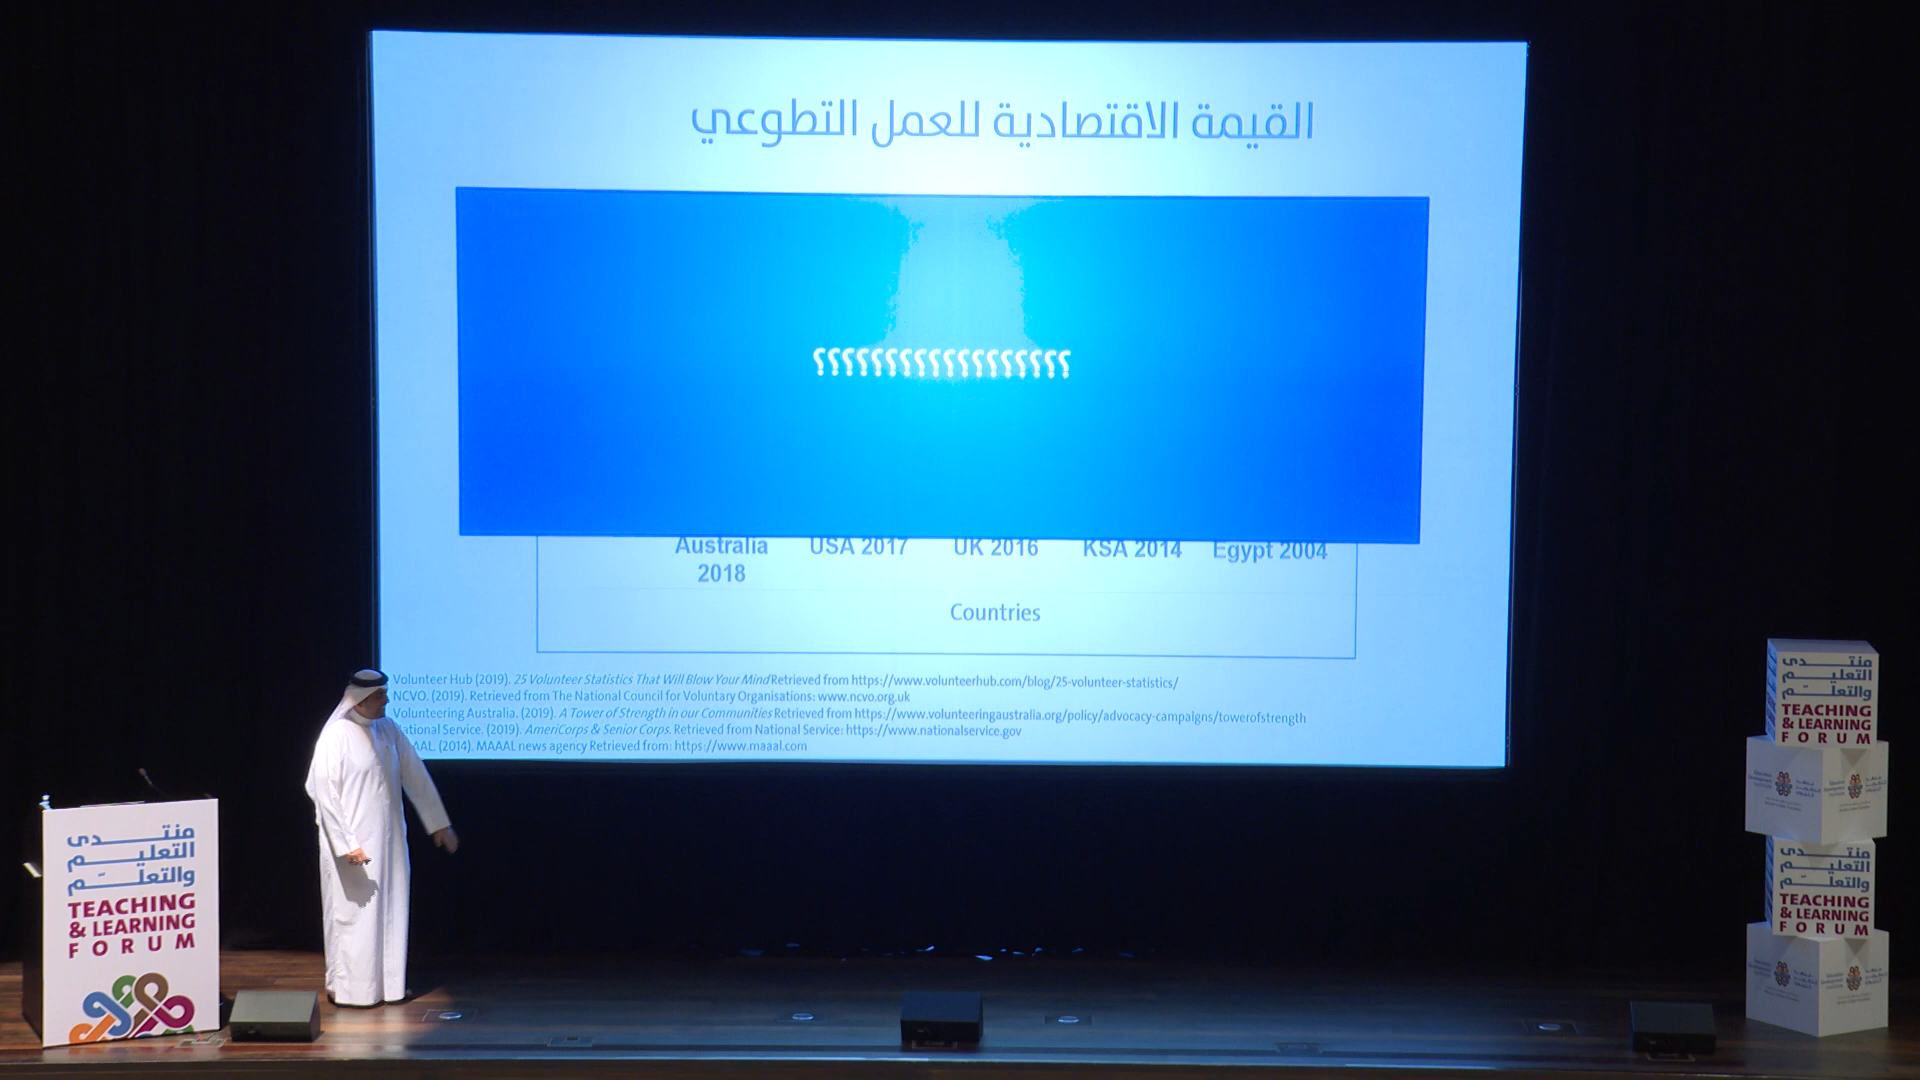 القيمة الاقتصادية للعمل التطوعي
؟؟؟؟؟؟؟؟؟؟؟؟؟؟؟؟؟؟
Australia 2018
USA 2017
UK 2016
KSA 2014
Egypt 2004
Countries
Volunteer Hub (2019). 25 Volunteer Statistics That Will Blow Your Mind Retrieved from https://www.volunteerhub.com/blog/25-volunteer-statistics/
NCVO. (2019). Retrieved from The National Council for Voluntary Organisations: www.ncvo.org.uk
Volunteering Australia. (2019). A Tower of Strength in our Communities Retrieved from https://www.volunteeringaustralia.org/policy/advocacy-campaigns/towerofstrength
Service. (2019). AmeriCorps & Senior Corps. Retrieved from National Service: https://www.nationalservice.gov
(2014). MAAAL news agency Retrieved from: https://www.maaal.com
منتدى
التعليم
والتعلّم
TEACHING
& LEARNING
FORUM
منتدى
التعليم
والتعلّم
TEACHING
& LEARNING
FORUM
منتدى
التعليم
والتعلّم
TEACHING
& LEARNING
FORUM